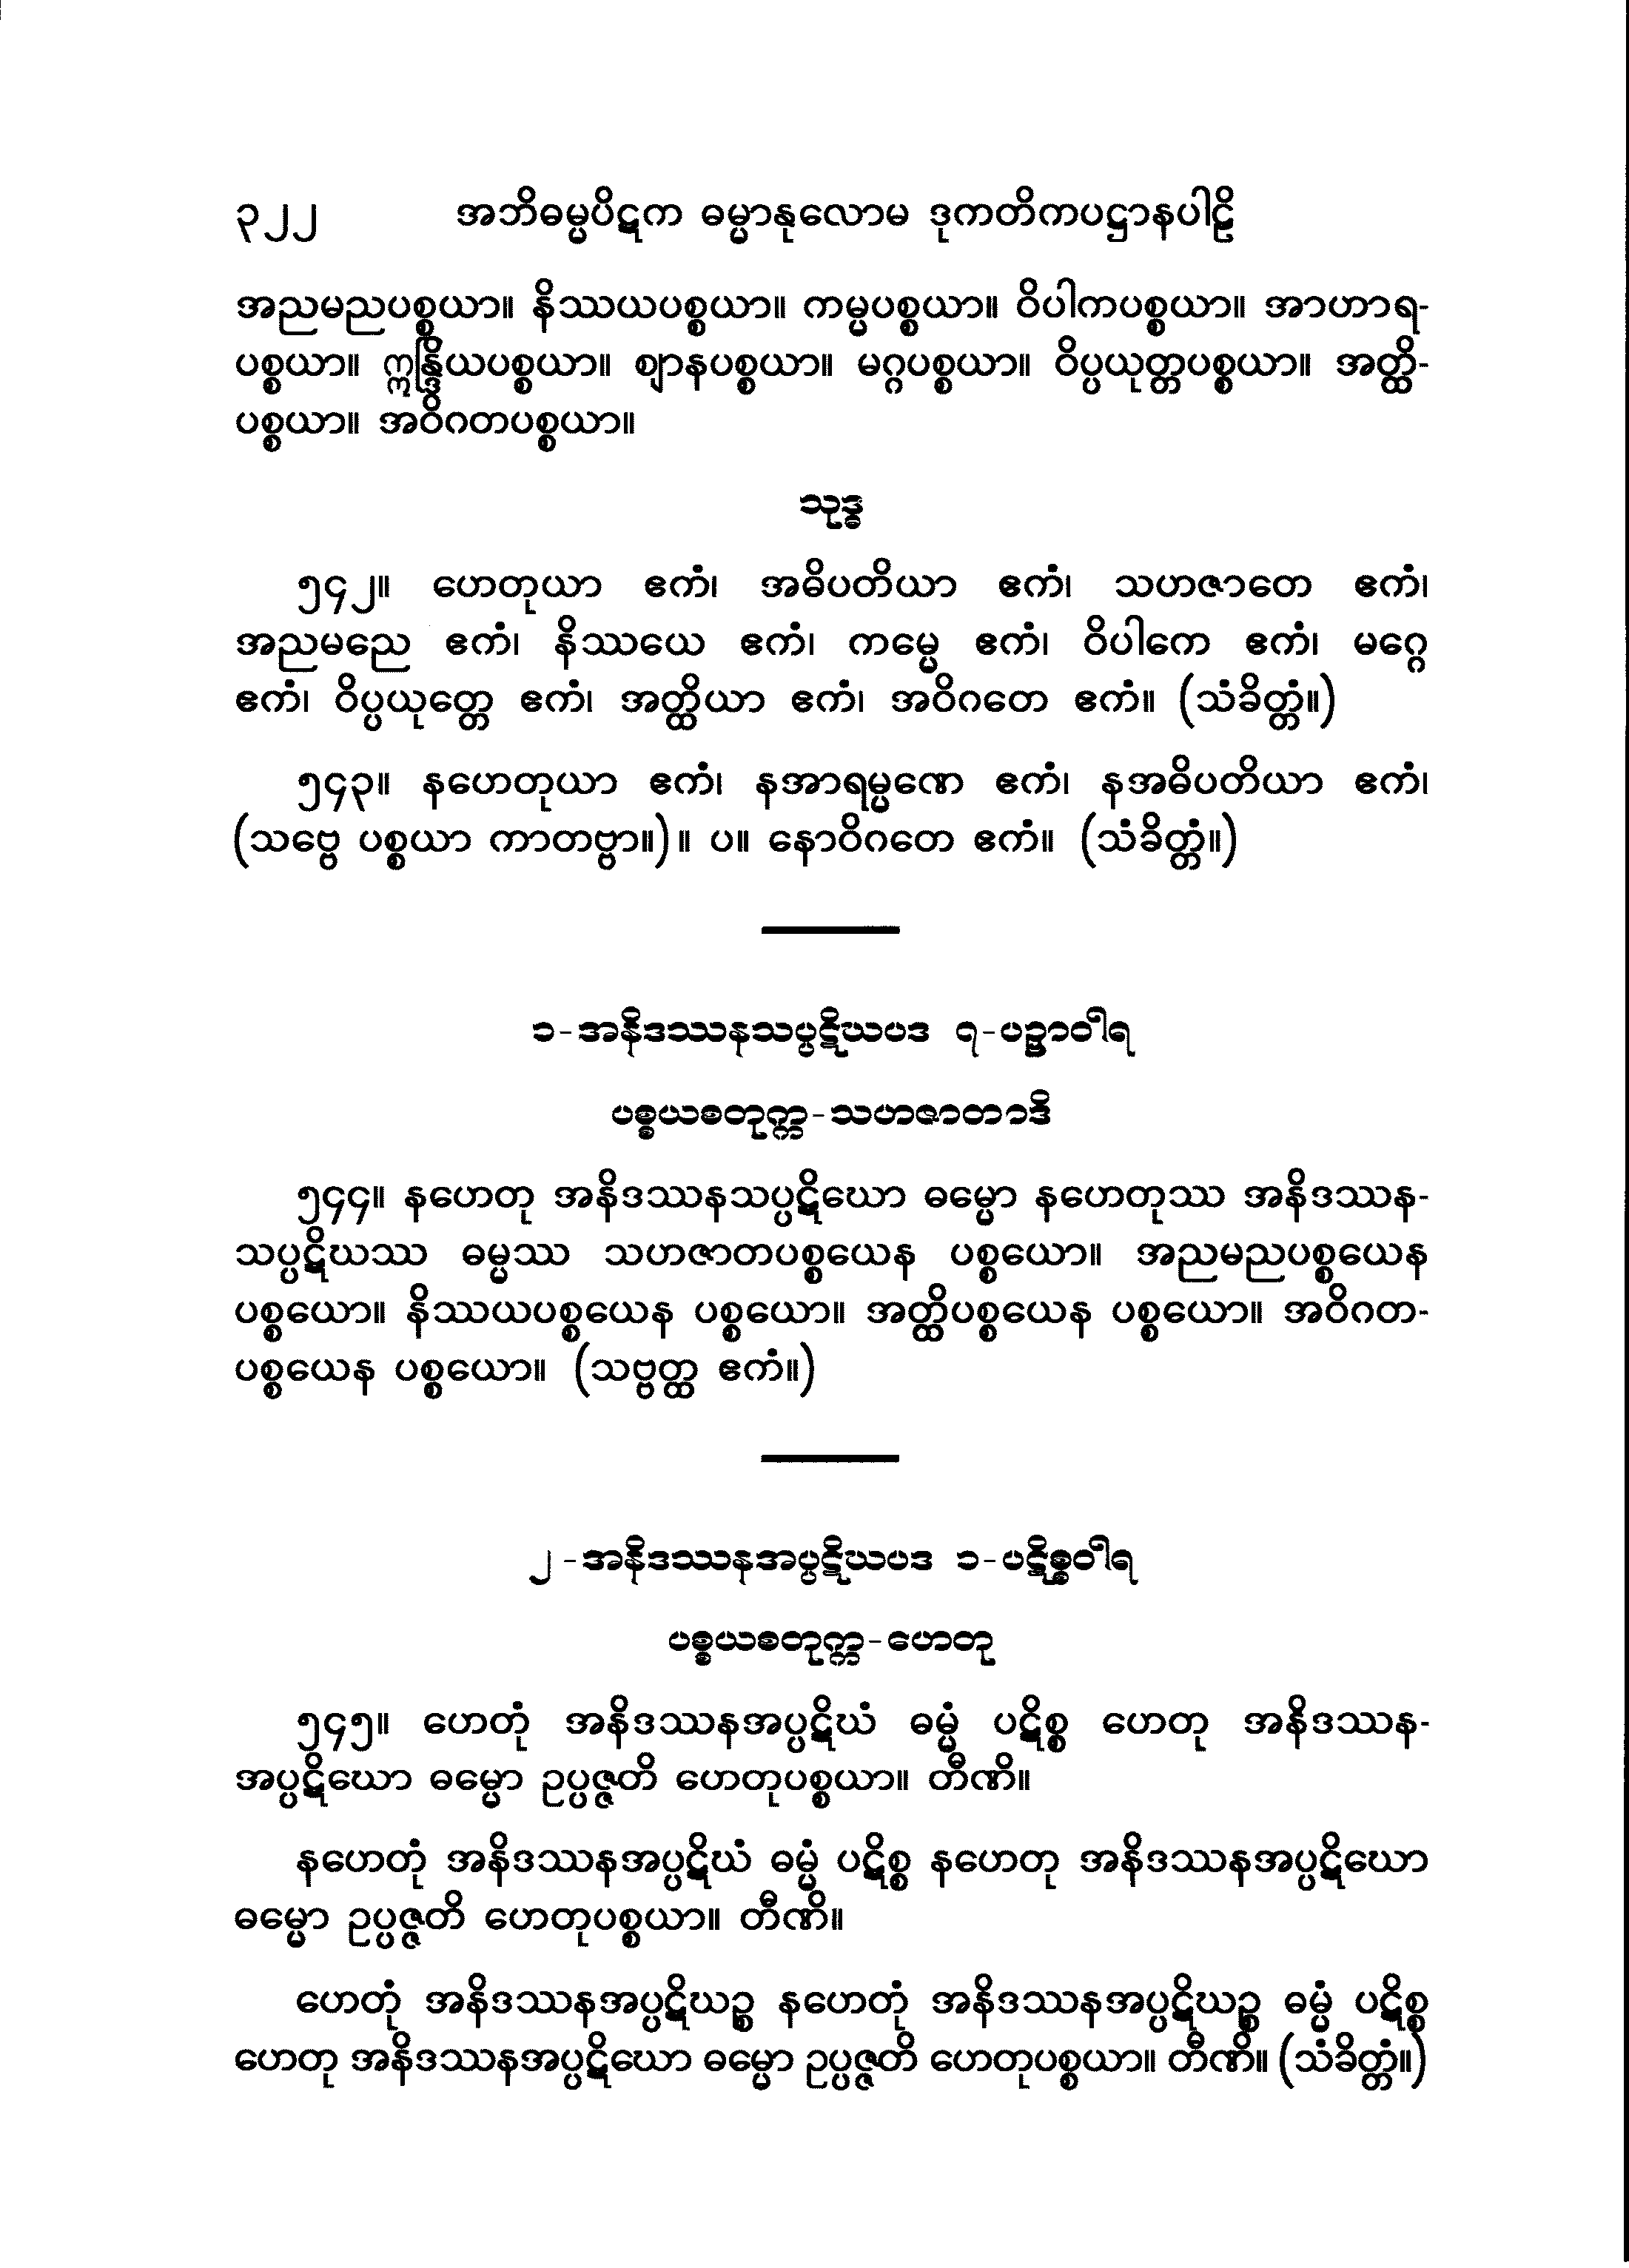 ၃၂၂ အဘိဓမ္မပိဋက ဓမ္မာနုလောမ ဒုကတိကပဋ္ဌာနပါဠိ
အညမညပစ္စယာ။ နိဿယပစ္စယာ။ ကမ္မပစ္စယာ။ ဝိပါကပစ္စယာ။ အာဟာရ-
ပစ္စယာ။ ဣန္ဒြိယပစ္စယာ။ ဈာနပစ္စယာ။ မဂ္ဂပစ္စယာ။ ဝိပ္ပယုတ္တပစ္စယာ။ အတ္ထိ-
ပစ္စယာ။ အဝိဂတပစ္စယာ။
သုဒ္ဓ
၅၄၂။ ဟေတုယာ ဧကံ၊ အဓိပတိယာ ဧကံ၊ သဟဇာတေ ဧကံ၊
အညမညေ ဧကံ၊ နိဿယေ ဧကံ၊ ကမ္မေ ဧကံ၊ ဝိပါကေ ဧကံ၊ မဂ္ဂေ
ဧကံ၊ ဝိပ္ပယုတ္တေ ဧကံ၊ အတ္ထိယာ ဧကံ၊ အဝိဂတေ ဧကံ။ (သံခိတ္တံ။)
၅၄၃။ နဟေတုယာ ဧကံ၊ နအာရမ္မဏေ ဧကံ၊ နအဓိပတိယာ ဧကံ၊
(သဗ္ဗေ ပစ္စယာ ကာတဗ္ဗာ။)။ ပ။ နောဝိဂတေ ဧကံ။ (သံခိတ္တံ။)
၁-အနိဒဿနသပ္ပဋိဃပဒ ၇-ပဉှာဝါရ
ပစ္စယစတုက္က-သဟဇာတာဒိ
၅၄၄။ နဟေတု အနိဒဿနသပ္ပဋိဃော ဓမ္မော နဟေတုဿ အနိဒဿန-
သပ္ပဋိဃဿ ဓမ္မဿ သဟဇာတပစ္စယေန ပစ္စယော။ အညမညပစ္စယေန
ပစ္စယော။ နိဿယပစ္စယေန ပစ္စယော။ အတ္ထိပစ္စယေန ပစ္စယော။ အဝိဂတ-
ပစ္စယေန ပစ္စယော။ (သဗ္ဗတ္ထ ဧကံ။)
၂-အနိဒဿနအပ္ပဋိဃပဒ ၁-ပဋိစ္စဝါရ
ပစ္စယစတုက္က-ဟေတု
၅၄၅။ ဟေတုံ အနိဒဿနအပ္ပဋိဃံ ဓမ္မံ ပဋိစ္စ ဟေတု အနိဒဿန-
အပ္ပဋိဃော ဓမ္မော ဥပ္ပဇ္ဇတိ ဟေတုပစ္စယာ။ တီဏိ။
နဟေတုံ အနိဒဿနအပ္ပဋိဃံ ဓမ္မံ ပဋိစ္စ နဟေတု အနိဒဿနအပ္ပဋိဃော
ဓမ္မော ဥပ္ပဇ္ဇတိ ဟေတုပစ္စယာ။ တီဏိ။
ဟေတုံ အနိဒဿနအပ္ပဋိဃဉ္စ နဟေတုံ အနိဒဿနအပ္ပဋိဃဉ္စ ဓမ္မံ ပဋိစ္စ
ဟေတု အနိဒဿနအပ္ပဋိဃော ဓမ္မော ဥပ္ပဇ္ဇတိ ဟေတုပစ္စယာ။ တီဏိ။ (သံခိတ္တံ။)